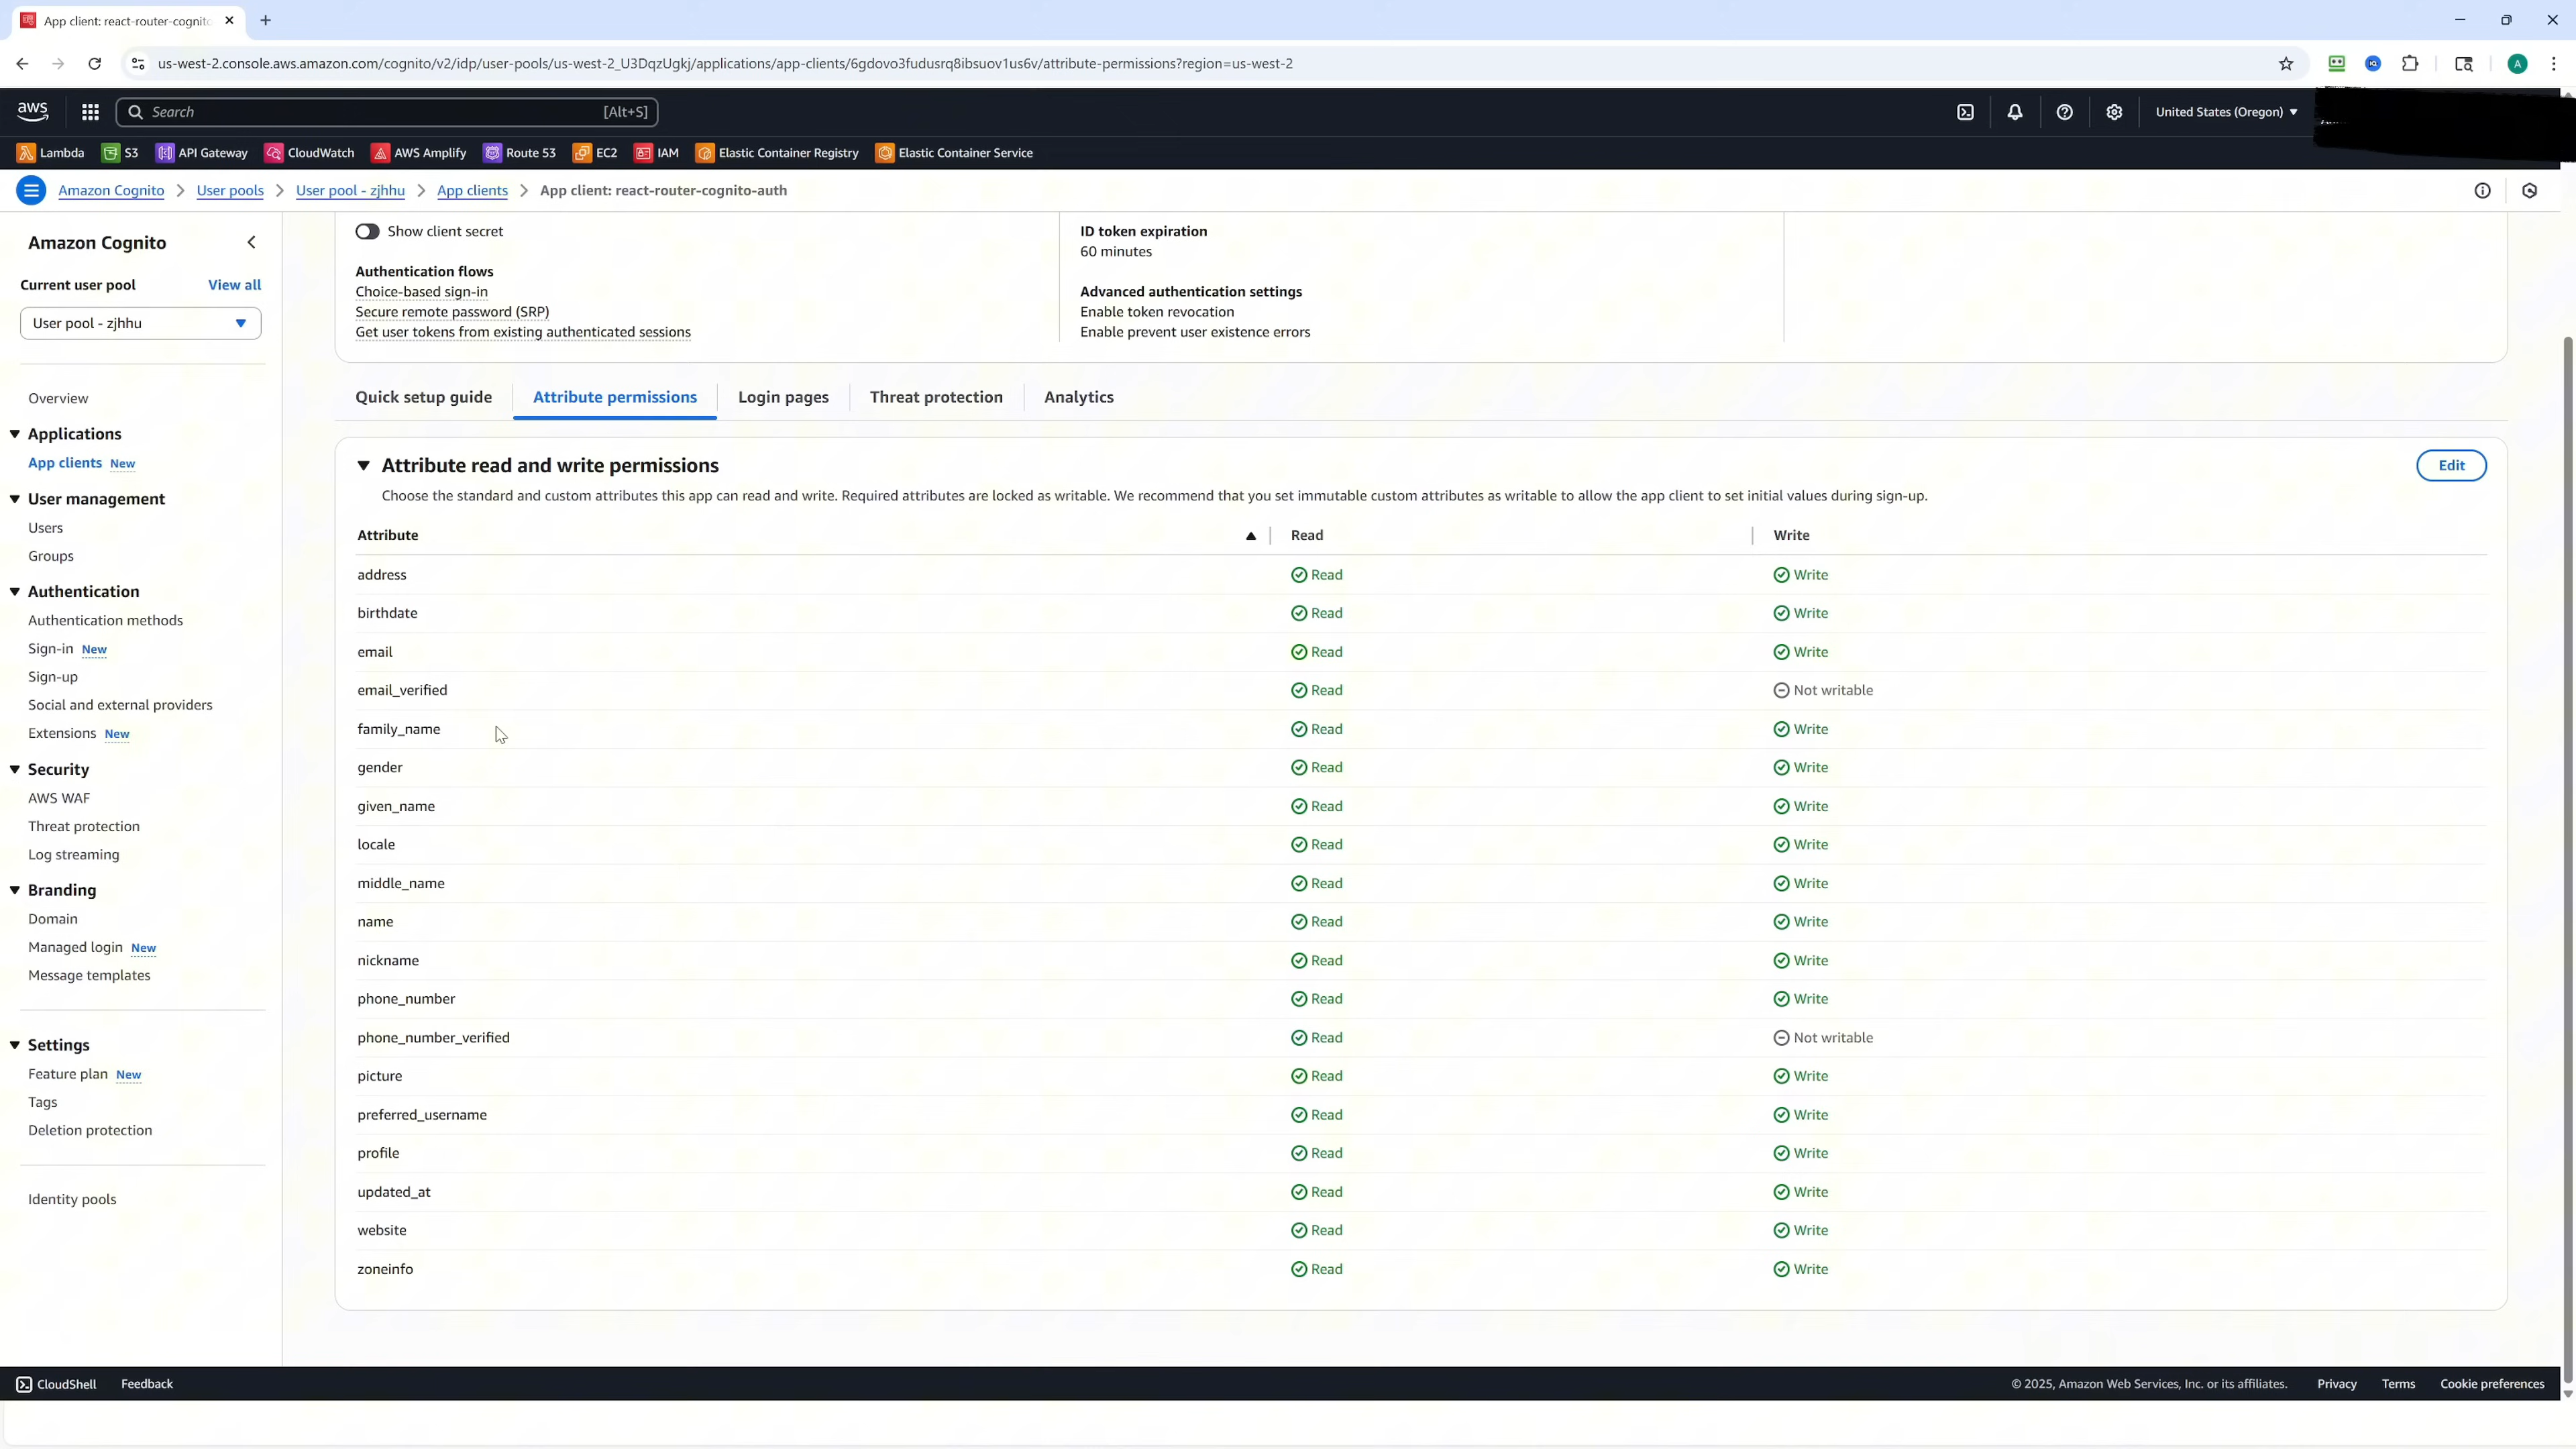 App client: react-router-cognito
us-west-2.console.aws.amazon.com/cognito/v2/idp/user-pools/us-west-2_U3DqzUgkj/applications/app-clients/6gdovo3fudusrq8ibsuov1us6v/attribute-permissions?region=us-west-2
A
aws
Search [Alt+S]
United States (Oregon)
Lambda S3 API Gateway CloudWatch AWS Amplify Route 53 EC2 IAM Elastic Container Registry Elastic Container Service
Amazon Cognito > User pools > User pool - zjhhu > App clients > App client: react-router-cognito-auth
Amazon Cognito
Current user pool View all
User pool - zjhhu
Overview
Applications
App clients New
User management
Users
Groups
Authentication
Authentication methods
Sign-in New
Sign-up
Social and external providers
Extensions New
Security
AWS WAF
Threat protection
Log streaming
Branding
Domain
Managed login New
Message templates
Settings
Feature plan New
Tags
Deletion protection
Identity pools
Show client secret
Authentication flows
Choice-based sign-in
Secure remote password (SRP)
Get user tokens from existing authenticated sessions
ID token expiration
60 minutes
Advanced authentication settings
Enable token revocation
Enable prevent user existence errors
Quick setup guide Attribute permissions Login pages Threat protection Analytics
Attribute read and write permissions Edit
Choose the standard and custom attributes this app can read and write. Required attributes are locked as writable. We recommend that you set immutable custom attributes as writable to allow the app client to set initial values during sign-up.
Attribute Read Write
address Read Write
birthdate Read Write
email Read Write
email_verified Read Not writable
family_name Read Write
gender Read Write
given_name Read Write
locale Read Write
middle_name Read Write
name Read Write
nickname Read Write
phone_number Read Write
phone_number_verified Read Not writable
picture Read Write
preferred_username Read Write
profile Read Write
updated_at Read Write
website Read Write
zoneinfo Read Write
CloudShell Feedback © 2025, Amazon Web Services, Inc. or its affiliates. Privacy Terms Cookie preferences